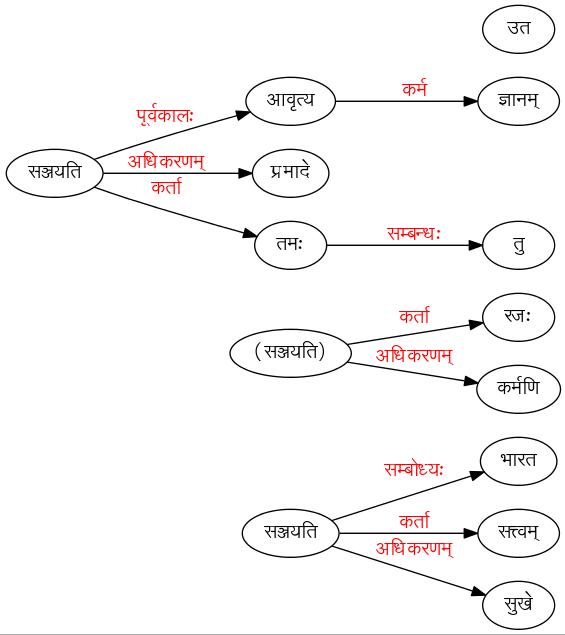 उत
पूर्वकालः
आवृत्य
कर्म
ज्ञानम्
सञ्जयति
अधिकरणम्
प्रमादे
कर्ता
तमः
सम्बन्धः
तु
(सञ्जयति)
कर्ता
रजः
अधिकरणम्
कर्मणि
सञ्जयति
सम्बोध्यः
भारत
कर्ता
सत्त्वम्
अधिकरणम्
सुखे